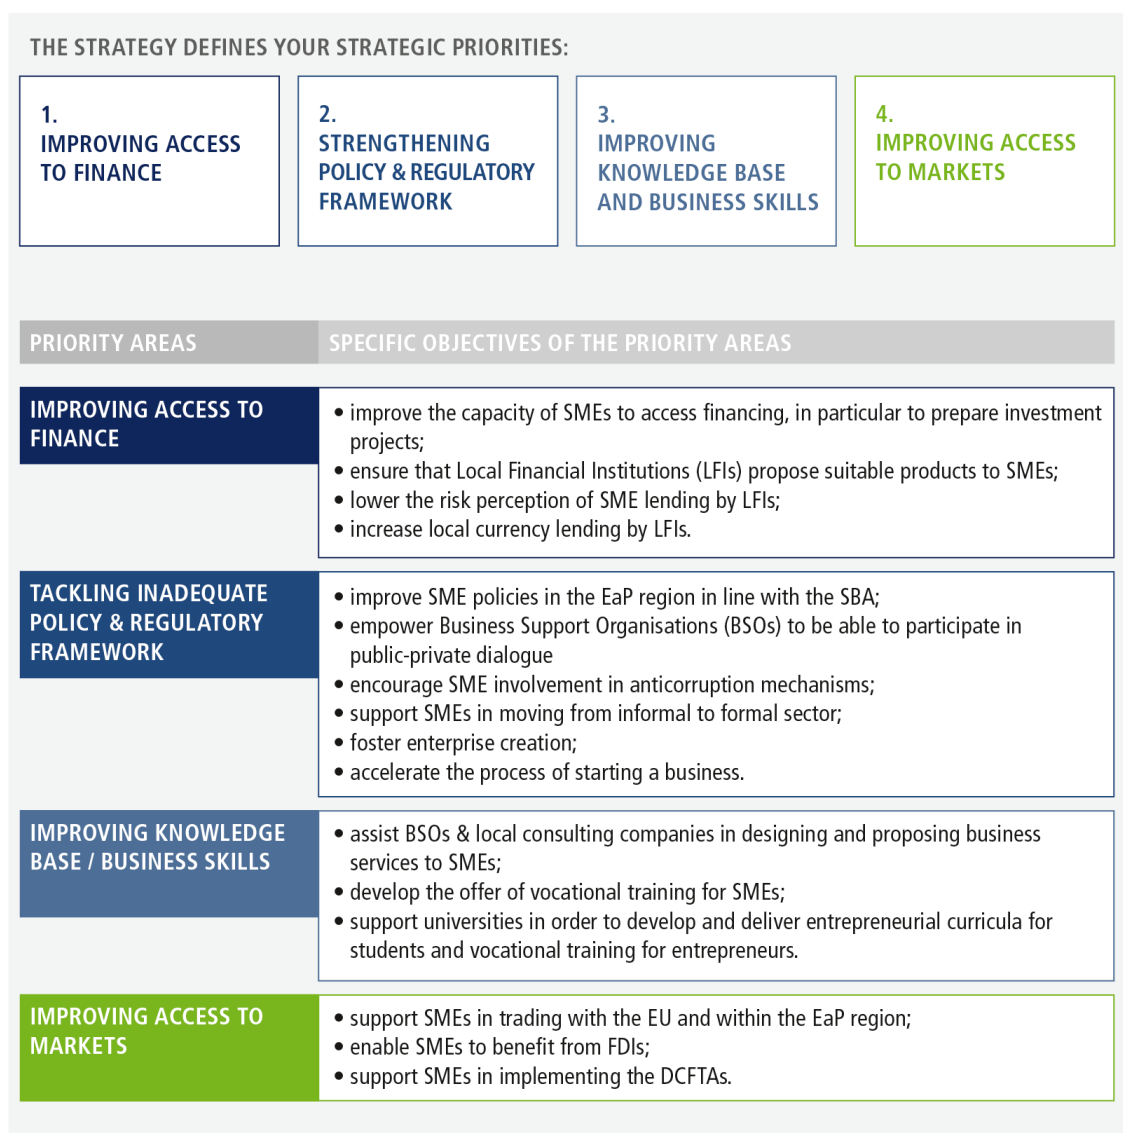 THE STRATEGY DEFINES YOUR STRATEGIC PRIORITIES:
1.
IMPROVING ACCESS
TO FINANCE
2.
STRENGTHENING
POLICY & REGULATORY
FRAMEWORK
3.
IMPROVING
KNOWLEDGE BASE
AND BUSINESS SKILLS
4.
IMPROVING ACCESS
TO MARKETS
PRIORITY AREAS
SPECIFIC OBJECTIVES OF THE PRIORITY AREAS
IMPROVING ACCESS TO
FINANCE
• improve the capacity of SMEs to access financing, in particular to prepare investment
projects;
• ensure that Local Financial Institutions (LFIs) propose suitable products to SMEs;
• lower the risk perception of SME lending by LFIs;
• increase local currency lending by LFIs.
TACKLING INADEQUATE
POLICY & REGULATORY
FRAMEWORK
• improve SME policies in the EaP region in line with the SBA;
• empower Business Support Organisations (BSOs) to be able to participate in
public-private dialogue
• encourage SME involvement in anticorruption mechanisms;
• support SMEs in moving from informal to formal sector;
• foster enterprise creation;
• accelerate the process of starting a business.
IMPROVING KNOWLEDGE
BASE / BUSINESS SKILLS
• assist BSOs & local consulting companies in designing and proposing business
services to SMEs;
• develop the offer of vocational training for SMEs;
• support universities in order to develop and deliver entrepreneurial curricula for
students and vocational training for entrepreneurs.
IMPROVING ACCESS TO
MARKETS
• support SMEs in trading with the EU and within the EaP region;
• enable SMEs to benefit from FDIs;
• support SMEs in implementing the DCFTAs.